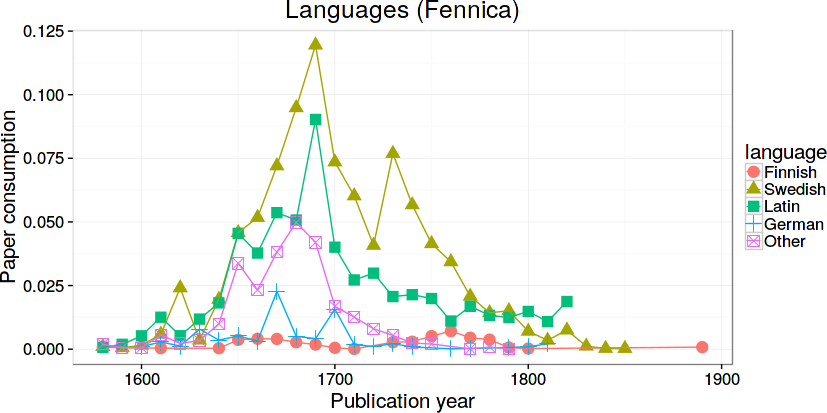 Languages (Fennica)
Paper consumption
0.125
0.100
0.075
0.050
0.025
0.000
1600
1700
1800
1900
Publication year
language
Finnish
Swedish
Latin
German
Other